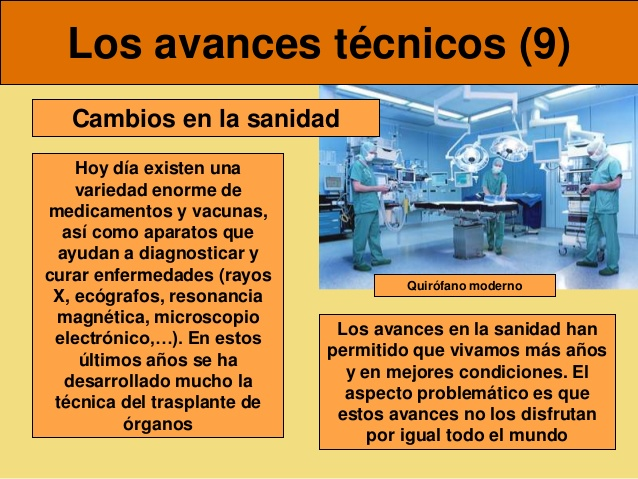 Los avances técnicos (9)
Cambios en la sanidad
Hoy día existen una
variedad enorme de
medicamentos y vacunas,
así como aparatos que
ayudan a diagnosticar y
curar enfermedades (rayos
X, ecógrafos, resonancia
magnética, microscopio
electrónico,…). En estos
últimos años se ha
desarrollado mucho la
técnica del trasplante de
órganos
Quirófano moderno
Los avances en la sanidad han
permitido que vivamos más años
y en mejores condiciones. El
aspecto problemático es que
estos avances no los disfrutan
por igual todo el mundo